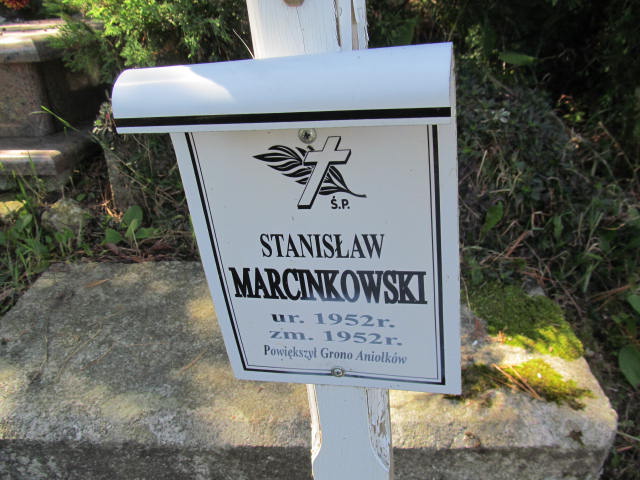 Ś.P.
STANISŁAW
MARCINKOWSKI
ur. 1952r.
zm. 1952r.
Powiększył Grono Aniołków